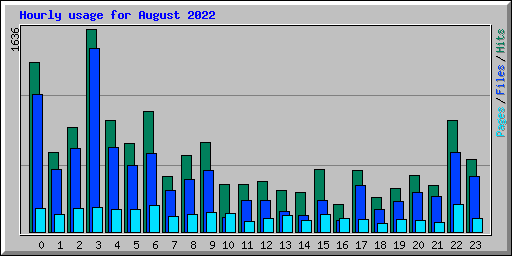 Hourly usage for August 2022
1636
Pages / Files / Hits
0 1 2 3 4 5 6 7 8 9 10 11 12 13 14 15 16 17 18 19 20 21 22 23